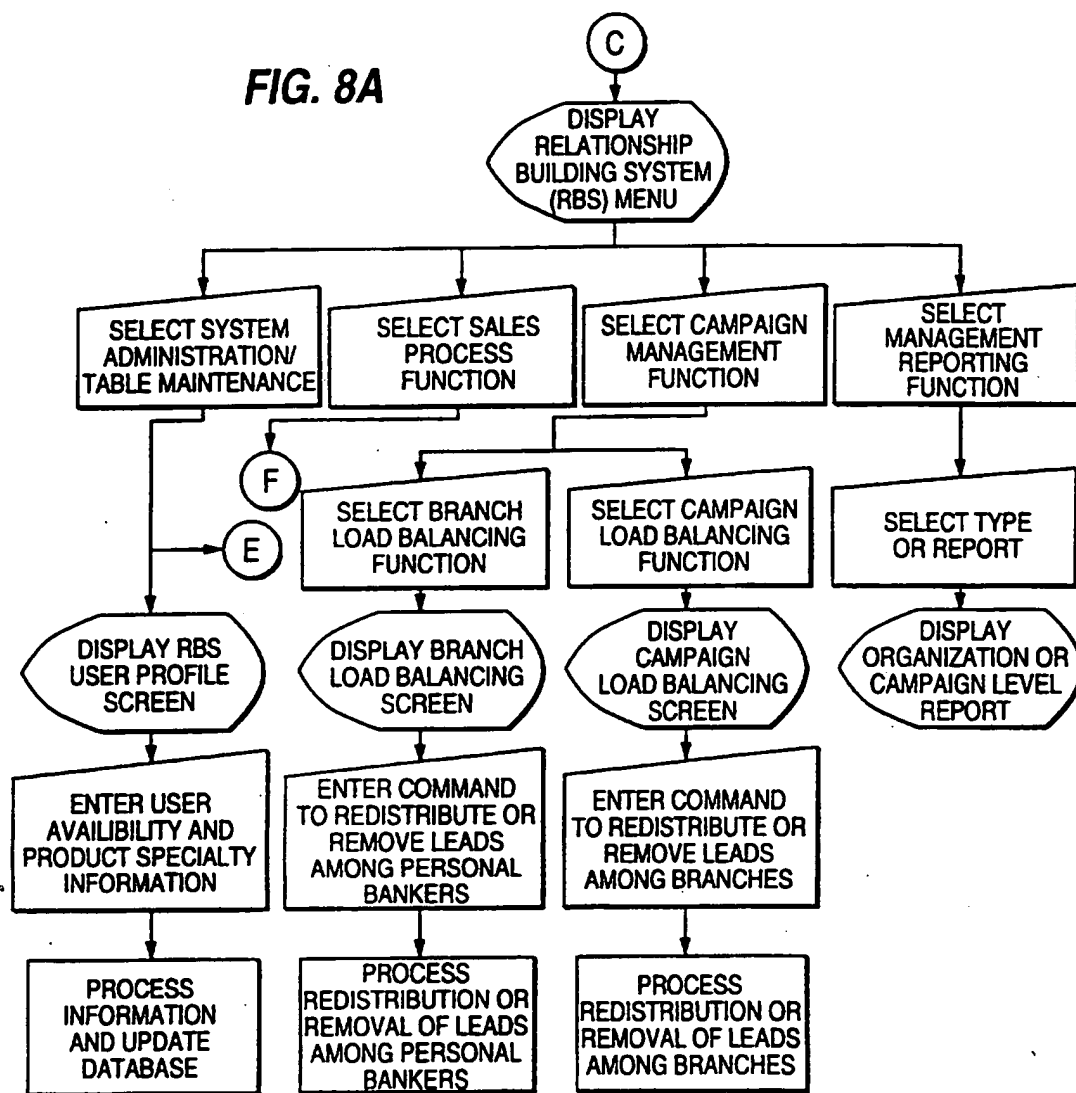 FIG. 8A
C
DISPLAY
RELATIONSHIP
BUILDING SYSTEM
(RBS) MENU
SELECT SYSTEM
ADMINISTRATION/
TABLE MAINTENANCE
SELECT SALES
PROCESS
FUNCTION
SELECT CAMPAIGN
MANAGEMENT
FUNCTION
SELECT
MANAGEMENT
REPORTING
FUNCTION
F
E
SELECT BRANCH
LOAD BALANCING
FUNCTION
SELECT CAMPAIGN
LOAD BALANCING
FUNCTION
SELECT TYPE
OR REPORT
DISPLAY RBS
USER PROFILE
SCREEN
DISPLAY BRANCH
LOAD BALANCING
SCREEN
DISPLAY
CAMPAIGN
LOAD BALANCING
SCREEN
DISPLAY
ORGANIZATION OR
CAMPAIGN LEVEL
REPORT
ENTER USER
AVAILIBILITY AND
PRODUCT SPECIALTY
INFORMATION
ENTER COMMAND
TO REDISTRIBUTE OR
REMOVE LEADS
AMONG PERSONAL
BANKERS
ENTER COMMAND
TO REDISTRIBUTE OR
REMOVE LEADS
AMONG BRANCHES
PROCESS
INFORMATION
AND UPDATE
DATABASE
PROCESS
REDISTRIBUTION OR
REMOVAL OF LEADS
AMONG PERSONAL
BANKERS
PROCESS
REDISTRIBUTION OR
REMOVAL OF LEADS
AMONG BRANCHES